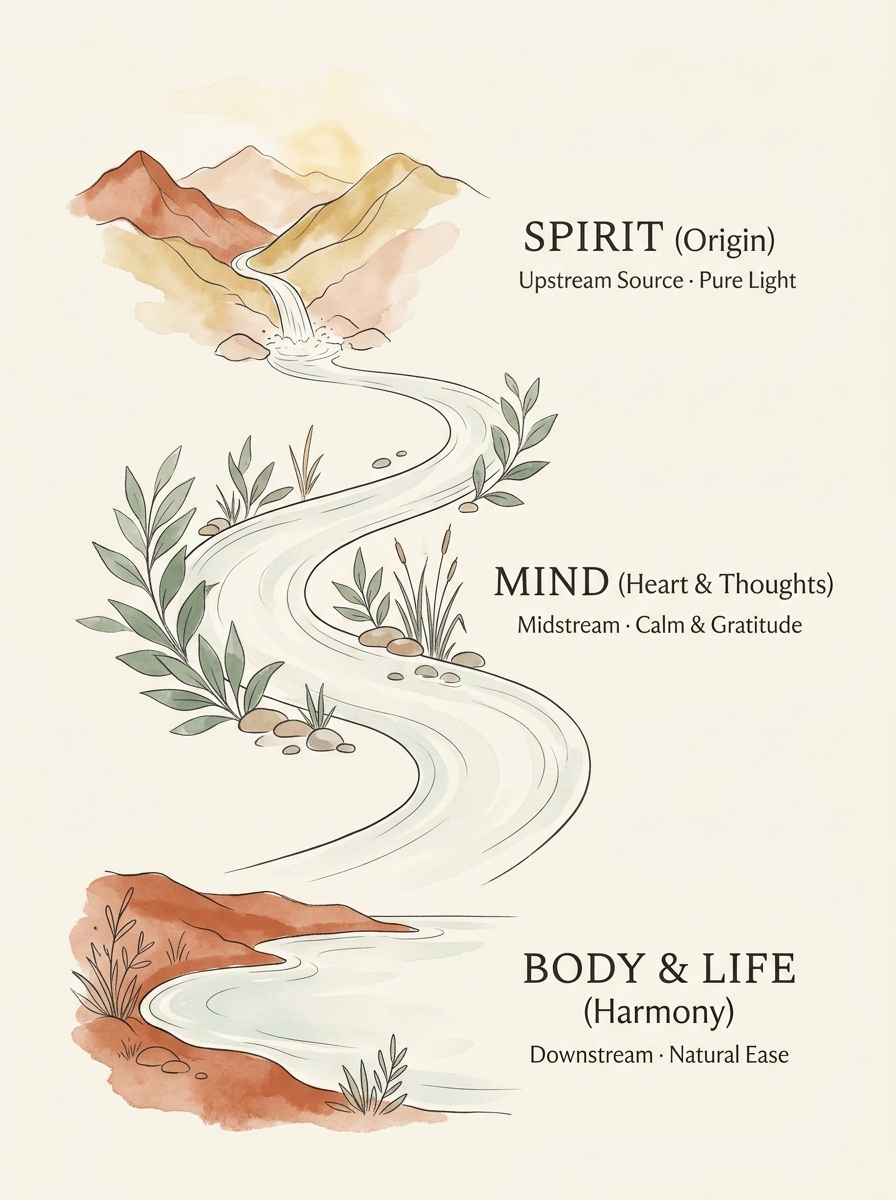 SPIRIT (Origin)
Upstream Source · Pure Light
MIND (Heart & Thoughts)
Midstream · Calm & Gratitude
BODY & LIFE
(Harmony)
Downstream · Natural Ease